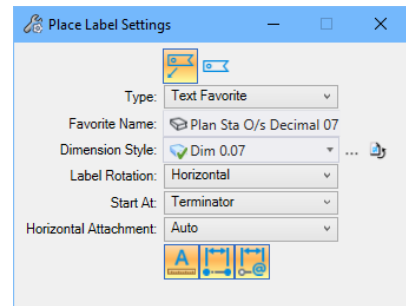 Place Label Settings
Type: Text Favorite
Favorite Name: Plan Sta O/s Decimal 07
Dimension Style: Dim 0.07 ...
Label Rotation: Horizontal
Start At: Terminator
Horizontal Attachment: Auto
A @